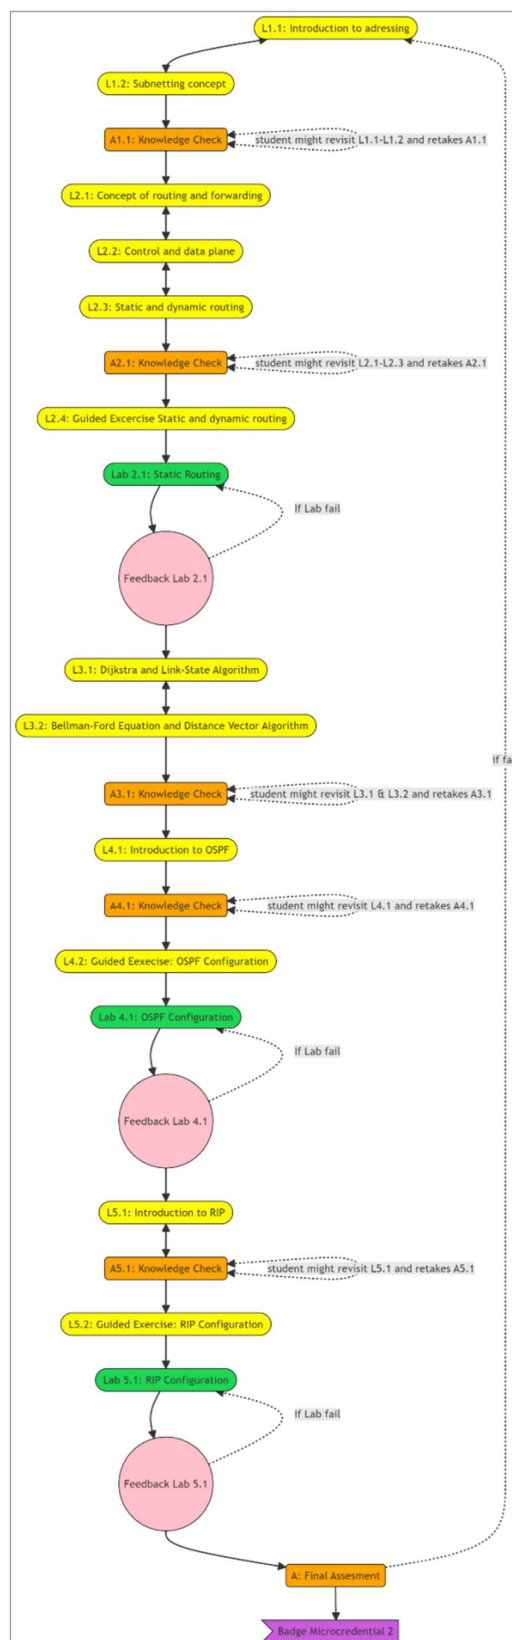 L1.1: Introduction to adressing
L1.2: Subnetting concept
A1.1: Knowledge Check
student might revisit L1.1-L1.2 and retakes A1.1
L2.1: Concept of routing and forwarding
L2.2: Control and data plane
L2.3: Static and dynamic routing
A2.1: Knowledge Check
student might revisit L2.1-L2.3 and retakes A2.1
L2.4: Guided Excercise Static and dynamic routing
Lab 2.1: Static Routing
If Lab fail
Feedback Lab 2.1
L3.1: Dijkstra and Link-State Algorithm
L3.2: Bellman-Ford Equation and Distance Vector Algorithm
If fa
A3.1: Knowledge Check
student might revisit L3.1 & L3.2 and retakes A3.1
L4.1: Introduction to OSPF
A4.1: Knowledge Check
student might revisit L4.1 and retakes A4.1
L4.2: Guided Eexecise: OSPF Configuration
Lab 4.1: OSPF Configuration
If Lab fail
Feedback Lab 4.1
L5.1: Introduction to RIP
A5.1: Knowledge Check
student might revisit L5.1 and retakes A5.1
L5.2: Guided Exercise: RIP Configuration
Lab 5.1: RIP Configuration
If Lab fail
Feedback Lab 5.1
A: Final Assesment
Badge Microcredential 2